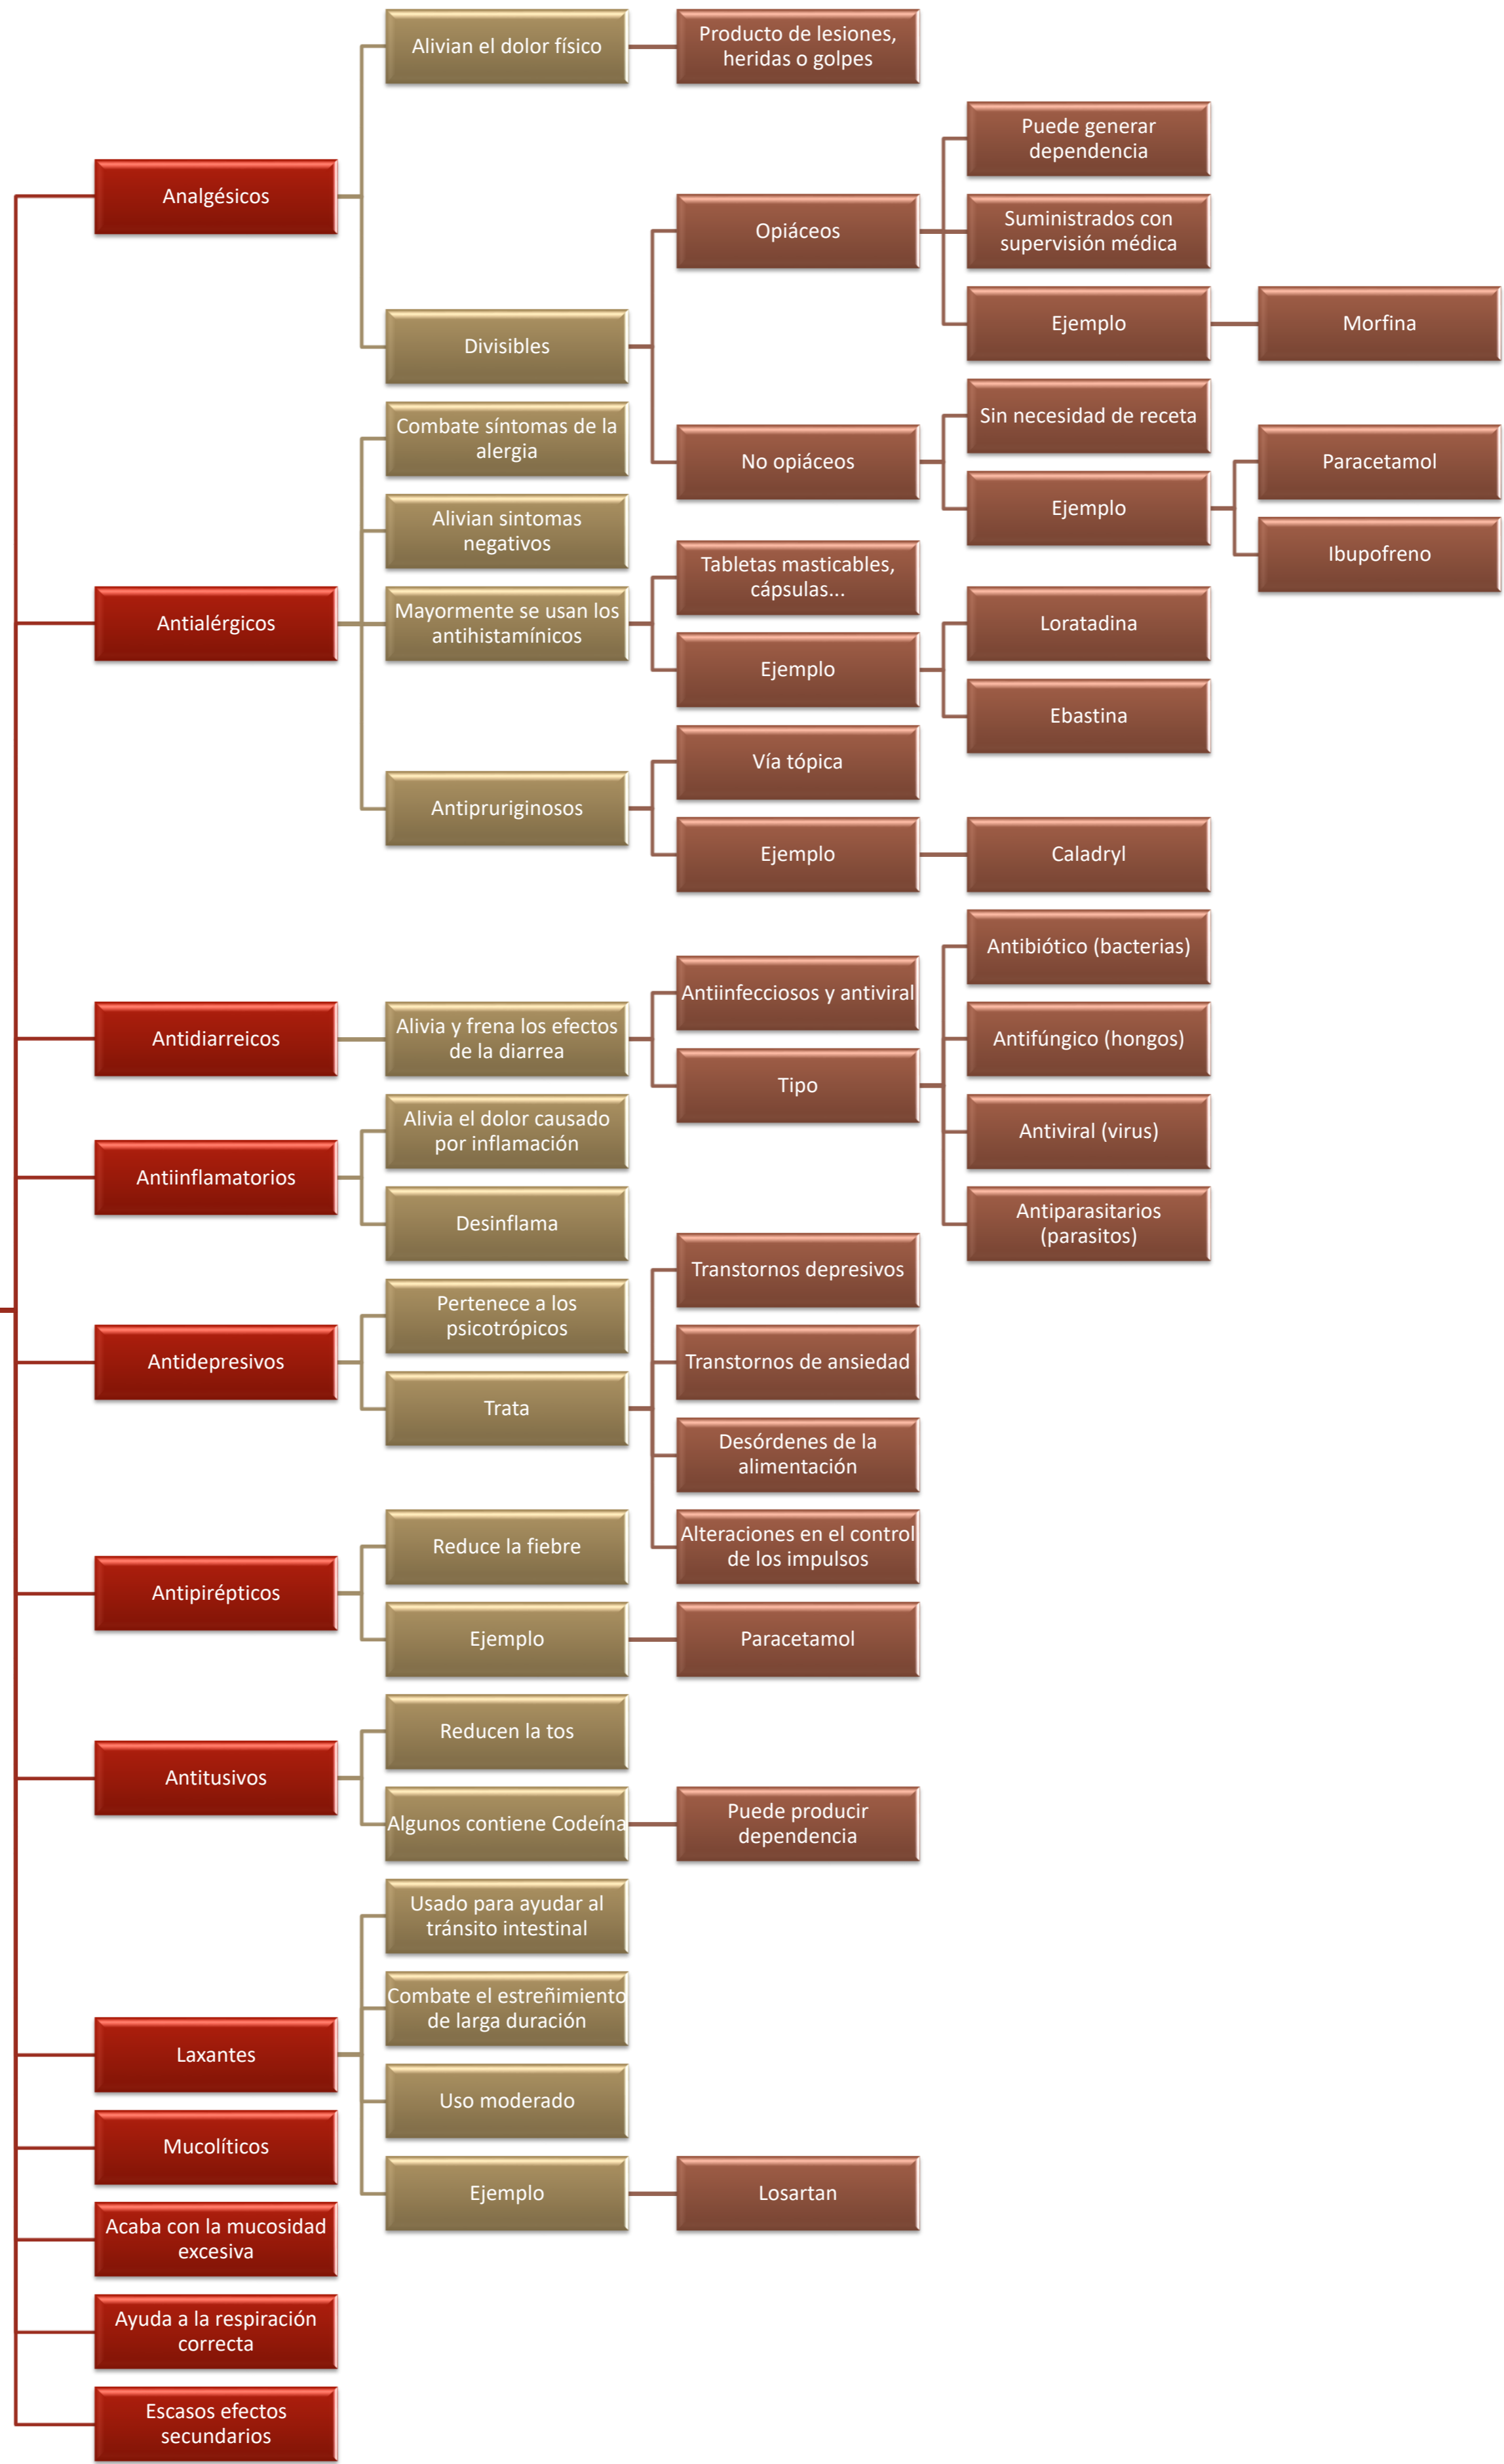 Analgésicos
Alivian el dolor físico
Producto de lesiones,
heridas o golpes
Divisibles
Opiáceos
Puede generar
dependencia
Suministrados con
supervisión médica
Ejemplo
Morfina
No opiáceos
Sin necesidad de receta
Ejemplo
Paracetamol
Ibupofreno
Antialérgicos
Combate síntomas de la
alergia
Alivian sintomas
negativos
Mayormente se usan los
antihistamínicos
Tabletas masticables,
cápsulas...
Ejemplo
Loratadina
Ebastina
Antipruriginosos
Vía tópica
Ejemplo
Caladryl
Antidiarreicos
Alivia y frena los efectos
de la diarrea
Antiinfecciosos y antiviral
Tipo
Antibiótico (bacterias)
Antifúngico (hongos)
Antiviral (virus)
Antiparasitarios
(parasitos)
Antiinflamatorios
Alivia el dolor causado
por inflamación
Desinflama
Antidepresivos
Pertenece a los
psicotrópicos
Trata
Transtornos depresivos
Transtornos de ansiedad
Desórdenes de la
alimentación
Alteraciones en el control
de los impulsos
Antipirépticos
Reduce la fiebre
Ejemplo
Paracetamol
Antitusivos
Reducen la tos
Algunos contiene Codeína
Puede producir
dependencia
Laxantes
Usado para ayudar al
tránsito intestinal
Combate el estreñimiento
de larga duración
Uso moderado
Ejemplo
Losartan
Mucolíticos
Acaba con la mucosidad
excesiva
Ayuda a la respiración
correcta
Escasos efectos
secundarios